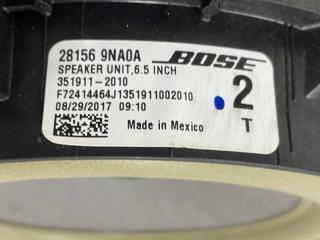 28156 9NA0A BOSE
SPEAKER UNIT,6.5 INCH
351911-2010
F72414464J1351911002010
08/29/2017 09:10
2
Made in Mexico T